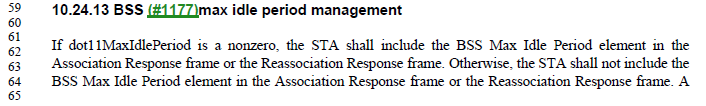 59 10.24.13 BSS (#1177)max idle period management
60
61 If dot11MaxIdlePeriod is a nonzero, the STA shall include the BSS Max Idle Period element in the
62
63 Association Response frame or the Reassociation Response frame. Otherwise, the STA shall not include the
64 BSS Max Idle Period element in the Association Response frame or the Reassociation Response frame. A
65